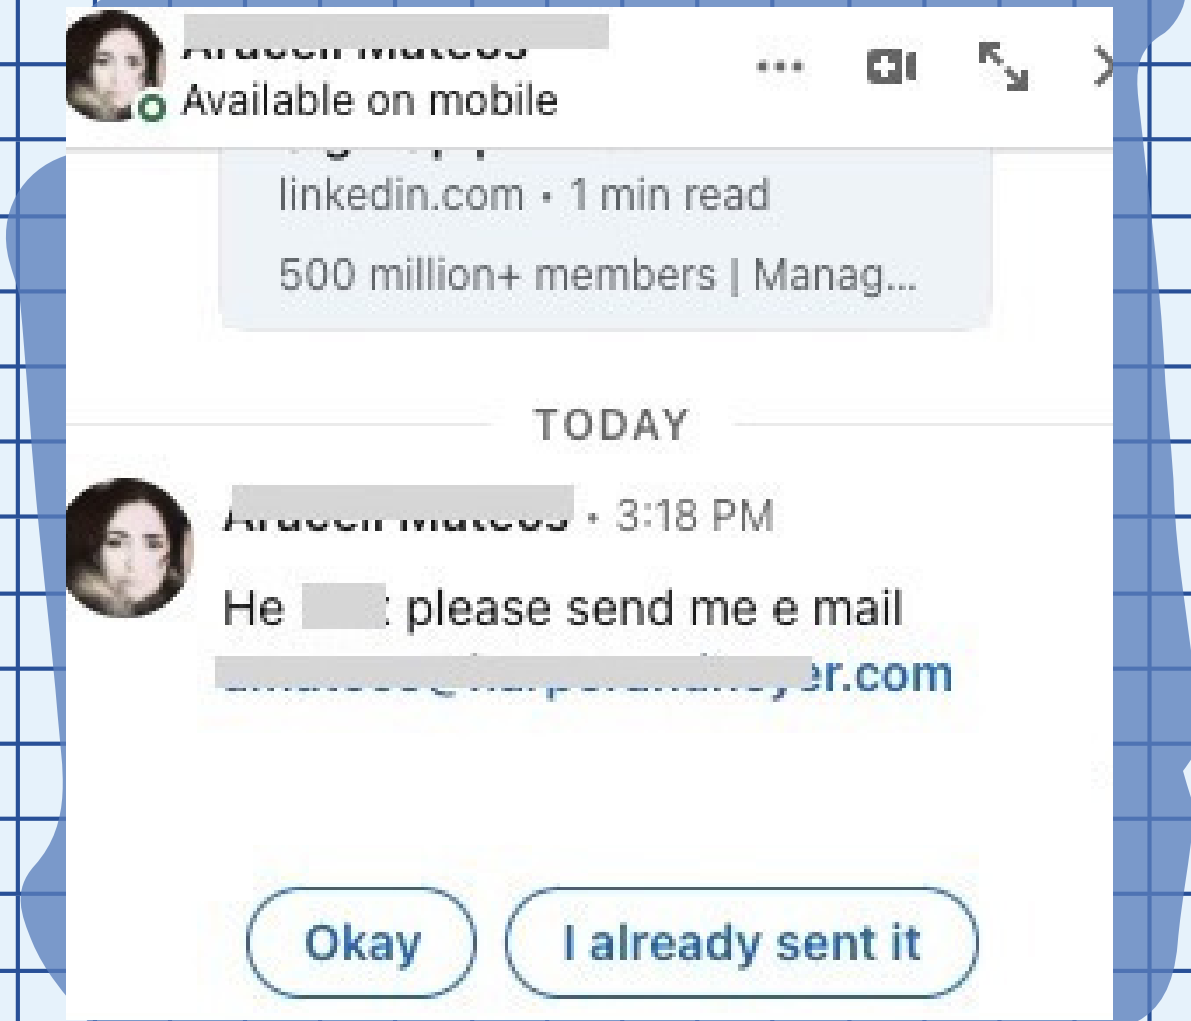 Available on mobile
linkedin.com • 1 min read
500 million+ members | Manag...
TODAY
• 3:18 PM
He please send me e mail
er.com
Okay
I already sent it